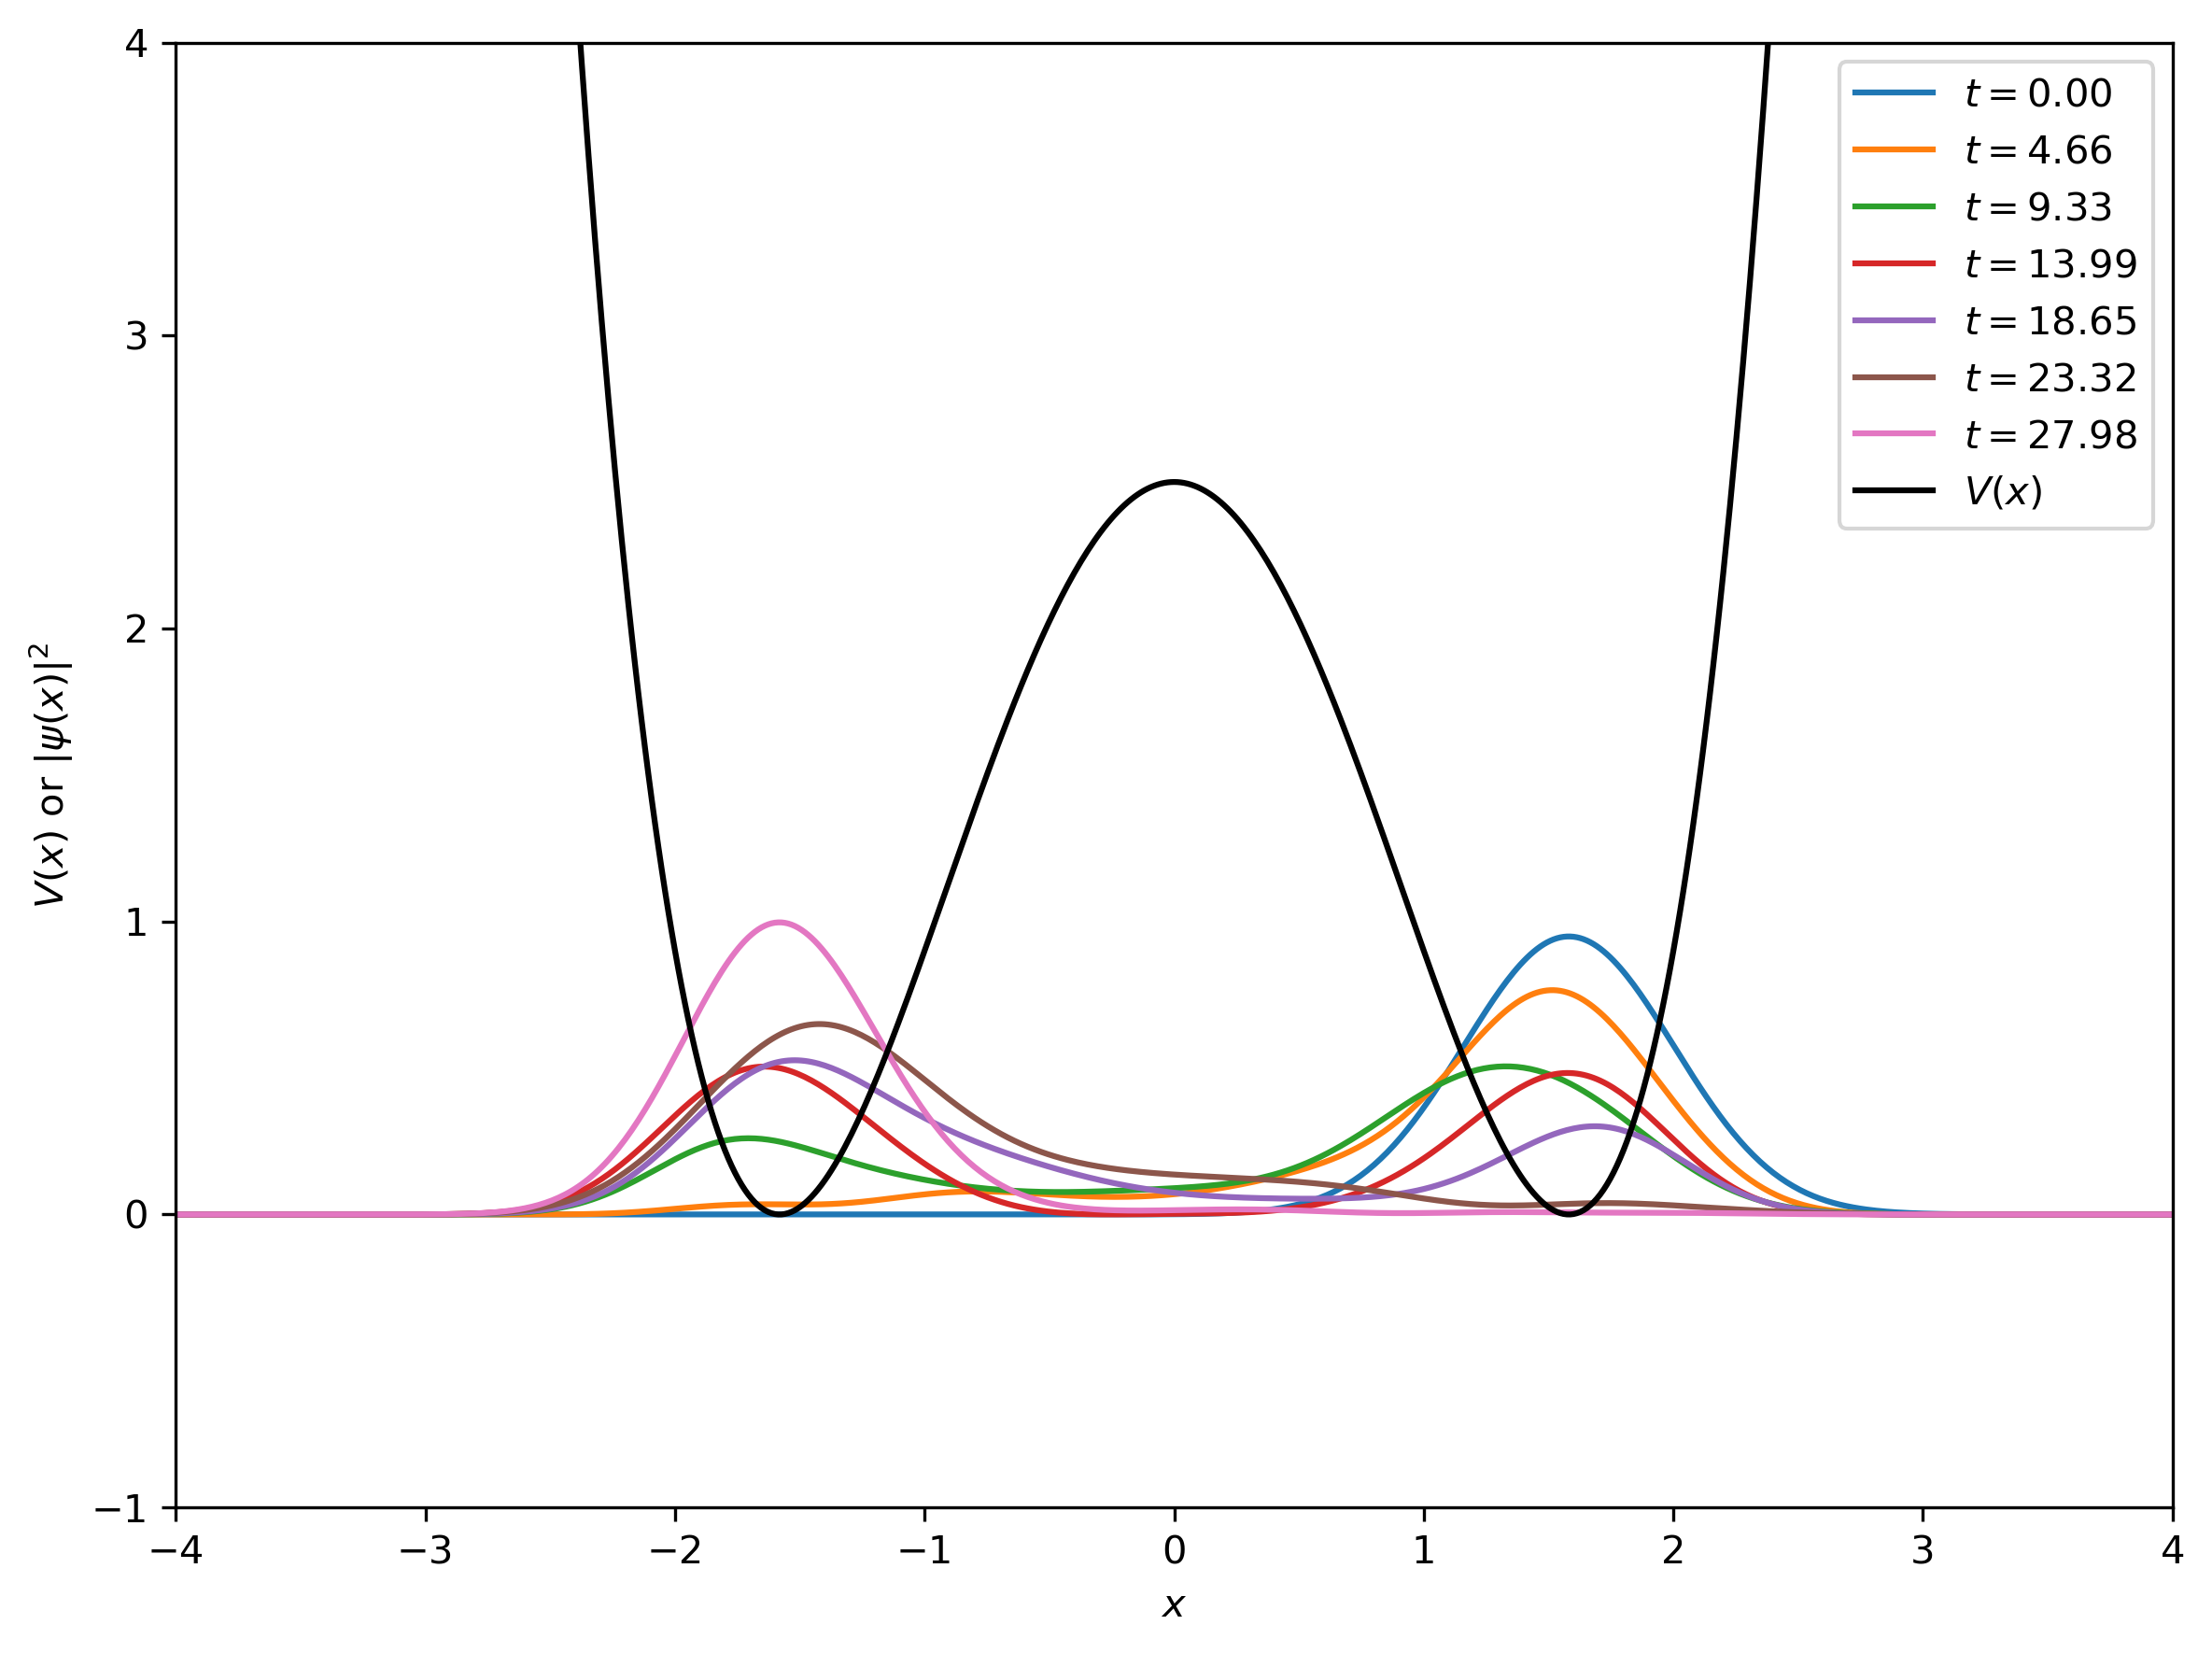 4
3
2
1
0
−1
V(x) or |ψ(x)|²
−4 −3 −2 −1 0 1 2 3 4
x
t = 0.00
t = 4.66
t = 9.33
t = 13.99
t = 18.65
t = 23.32
t = 27.98
V(x)